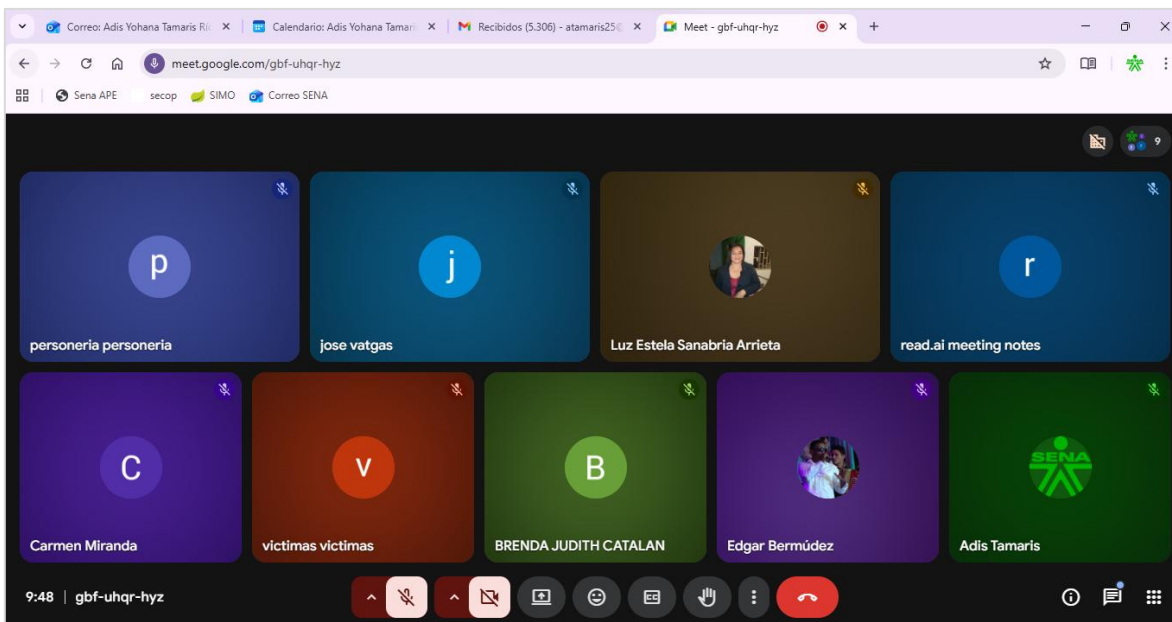 Correo: Adis Yohana Tamaris Rí
Calendario: Adis Yohana Tamari
Recibidos (5.306) - atamaris25@
Meet - gbf-uhqr-hyz
meet.google.com/gbf-uhqr-hyz
Sena APE secop SIMO Correo SENA
9
p
j
r
personeria personeria
jose vatgas
Luz Estela Sanabria Arrieta
read.ai meeting notes
C
v
B
SENA
Carmen Miranda
victimas victimas
BRENDA JUDITH CATALAN
Edgar Bermúdez
Adis Tamaris
9:48 | gbf-uhqr-hyz
CC